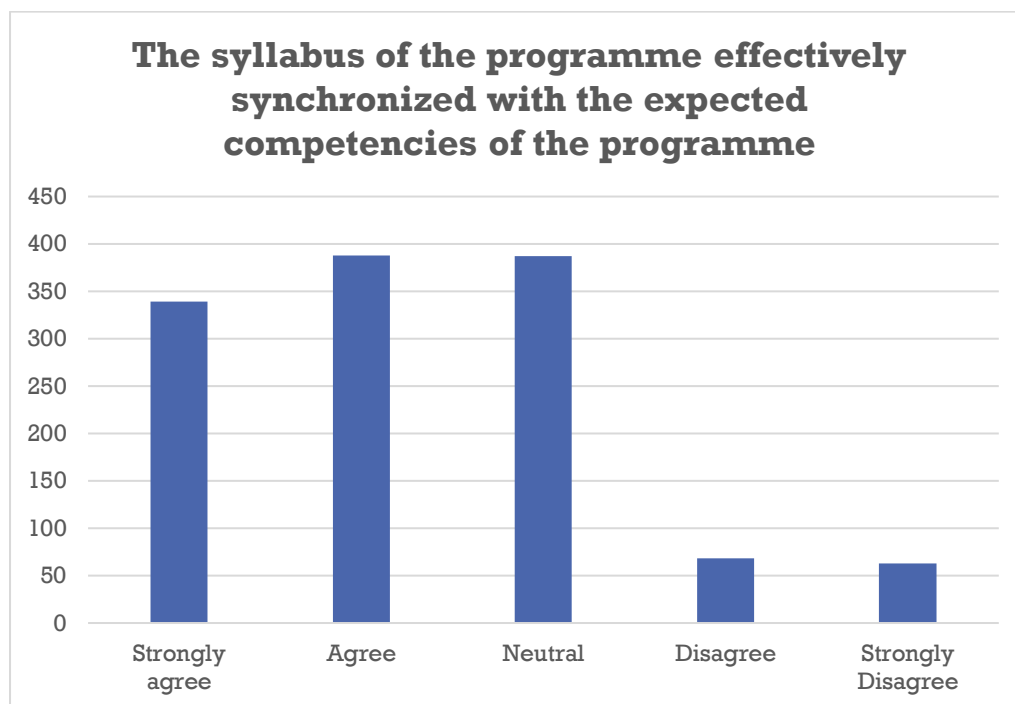 The syllabus of the programme effectively
synchronized with the expected
competencies of the programme
450
400
350
300
250
200
150
100
50
0
Strongly agree
Agree
Neutral
Disagree
Strongly Disagree